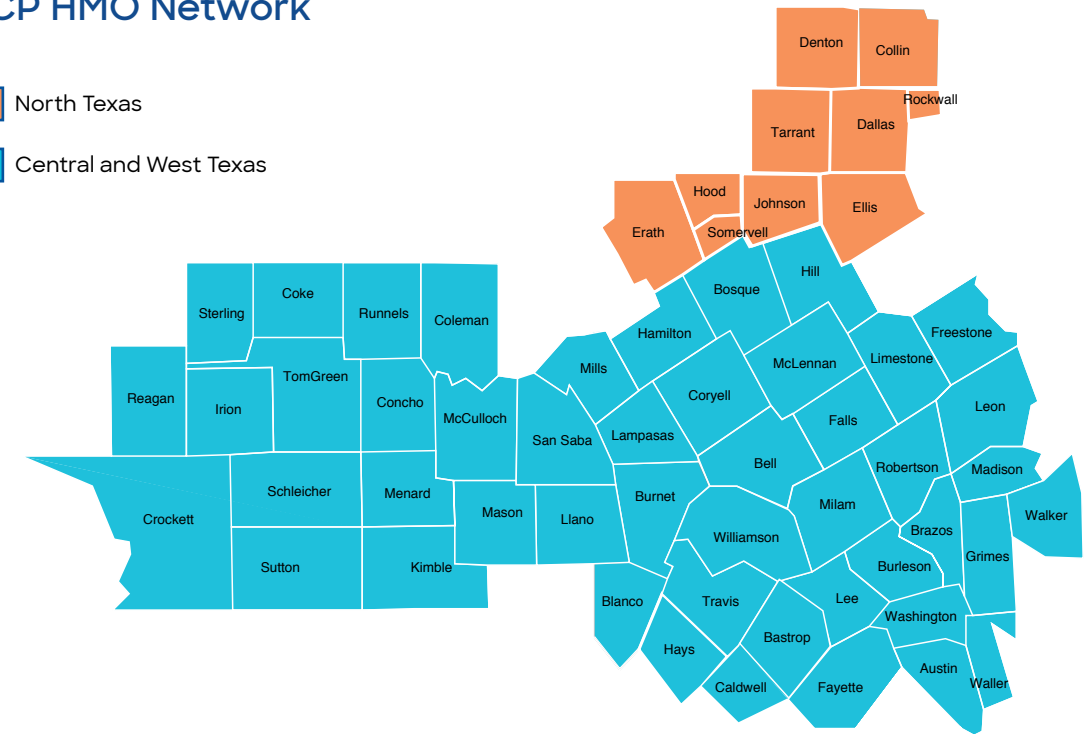 CP HMO Network
North Texas
Central and West Texas
Denton
Collin
Rockwall
Tarrant
Dallas
Hood
Johnson
Ellis
Erath
Somervell
Hill
Bosque
Sterling
Coke
Runnels
Coleman
Hamilton
Freestone
Mills
McLennan
Limestone
Reagan
Irion
TomGreen
Concho
McCulloch
San Saba
Lampasas
Coryell
Falls
Leon
Bell
Robertson
Madison
Crockett
Schleicher
Menard
Mason
Llano
Burnet
Milam
Walker
Williamson
Brazos
Grimes
Sutton
Kimble
Burleson
Blanco
Travis
Lee
Washington
Hays
Bastrop
Caldwell
Fayette
Austin
Waller